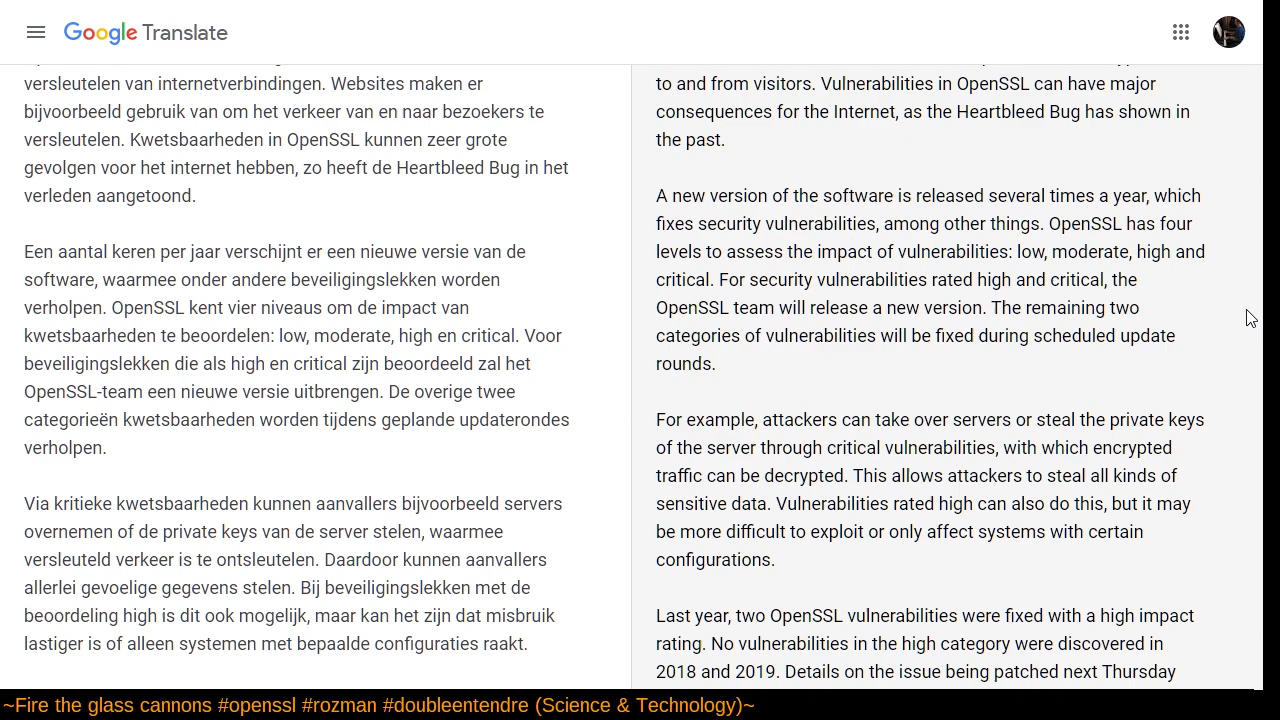 Google Translate
versleutelen van internetverbindingen. Websites maken er
bijvoorbeeld gebruik van om het verkeer van en naar bezoekers te
versleutelen. Kwetsbaarheden in OpenSSL kunnen zeer grote
gevolgen voor het internet hebben, zo heeft de Heartbleed Bug in het
verleden aangetoond.
Een aantal keren per jaar verschijnt er een nieuwe versie van de
software, waarmee onder andere beveiligingslekken worden
verholpen. OpenSSL kent vier niveaus om de impact van
kwetsbaarheden te beoordelen: low, moderate, high en critical. Voor
beveiligingslekken die als high en critical zijn beoordeeld zal het
OpenSSL-team een nieuwe versie uitbrengen. De overige twee
categorieën kwetsbaarheden worden tijdens geplande updaterondes
verholpen.
Via kritieke kwetsbaarheden kunnen aanvallers bijvoorbeeld servers
overnemen of de private keys van de server stelen, waarmee
versleuteld verkeer is te ontsleutelen. Daardoor kunnen aanvallers
allerlei gevoelige gegevens stelen. Bij beveiligingslekken met de
beoordeling high is dit ook mogelijk, maar kan het zijn dat misbruik
lastiger is of alleen systemen met bepaalde configuraties raakt.
to and from visitors. Vulnerabilities in OpenSSL can have major
consequences for the Internet, as the Heartbleed Bug has shown in
the past.
A new version of the software is released several times a year, which
fixes security vulnerabilities, among other things. OpenSSL has four
levels to assess the impact of vulnerabilities: low, moderate, high and
critical. For security vulnerabilities rated high and critical, the
OpenSSL team will release a new version. The remaining two
categories of vulnerabilities will be fixed during scheduled update
rounds.
For example, attackers can take over servers or steal the private keys
of the server through critical vulnerabilities, with which encrypted
traffic can be decrypted. This allows attackers to steal all kinds of
sensitive data. Vulnerabilities rated high can also do this, but it may
be more difficult to exploit or only affect systems with certain
configurations.
Last year, two OpenSSL vulnerabilities were fixed with a high impact
rating. No vulnerabilities in the high category were discovered in
2018 and 2019. Details on the issue being patched next Thursday
~Fire the glass cannons #openssl #rozman #doubleentendre (Science & Technology)~